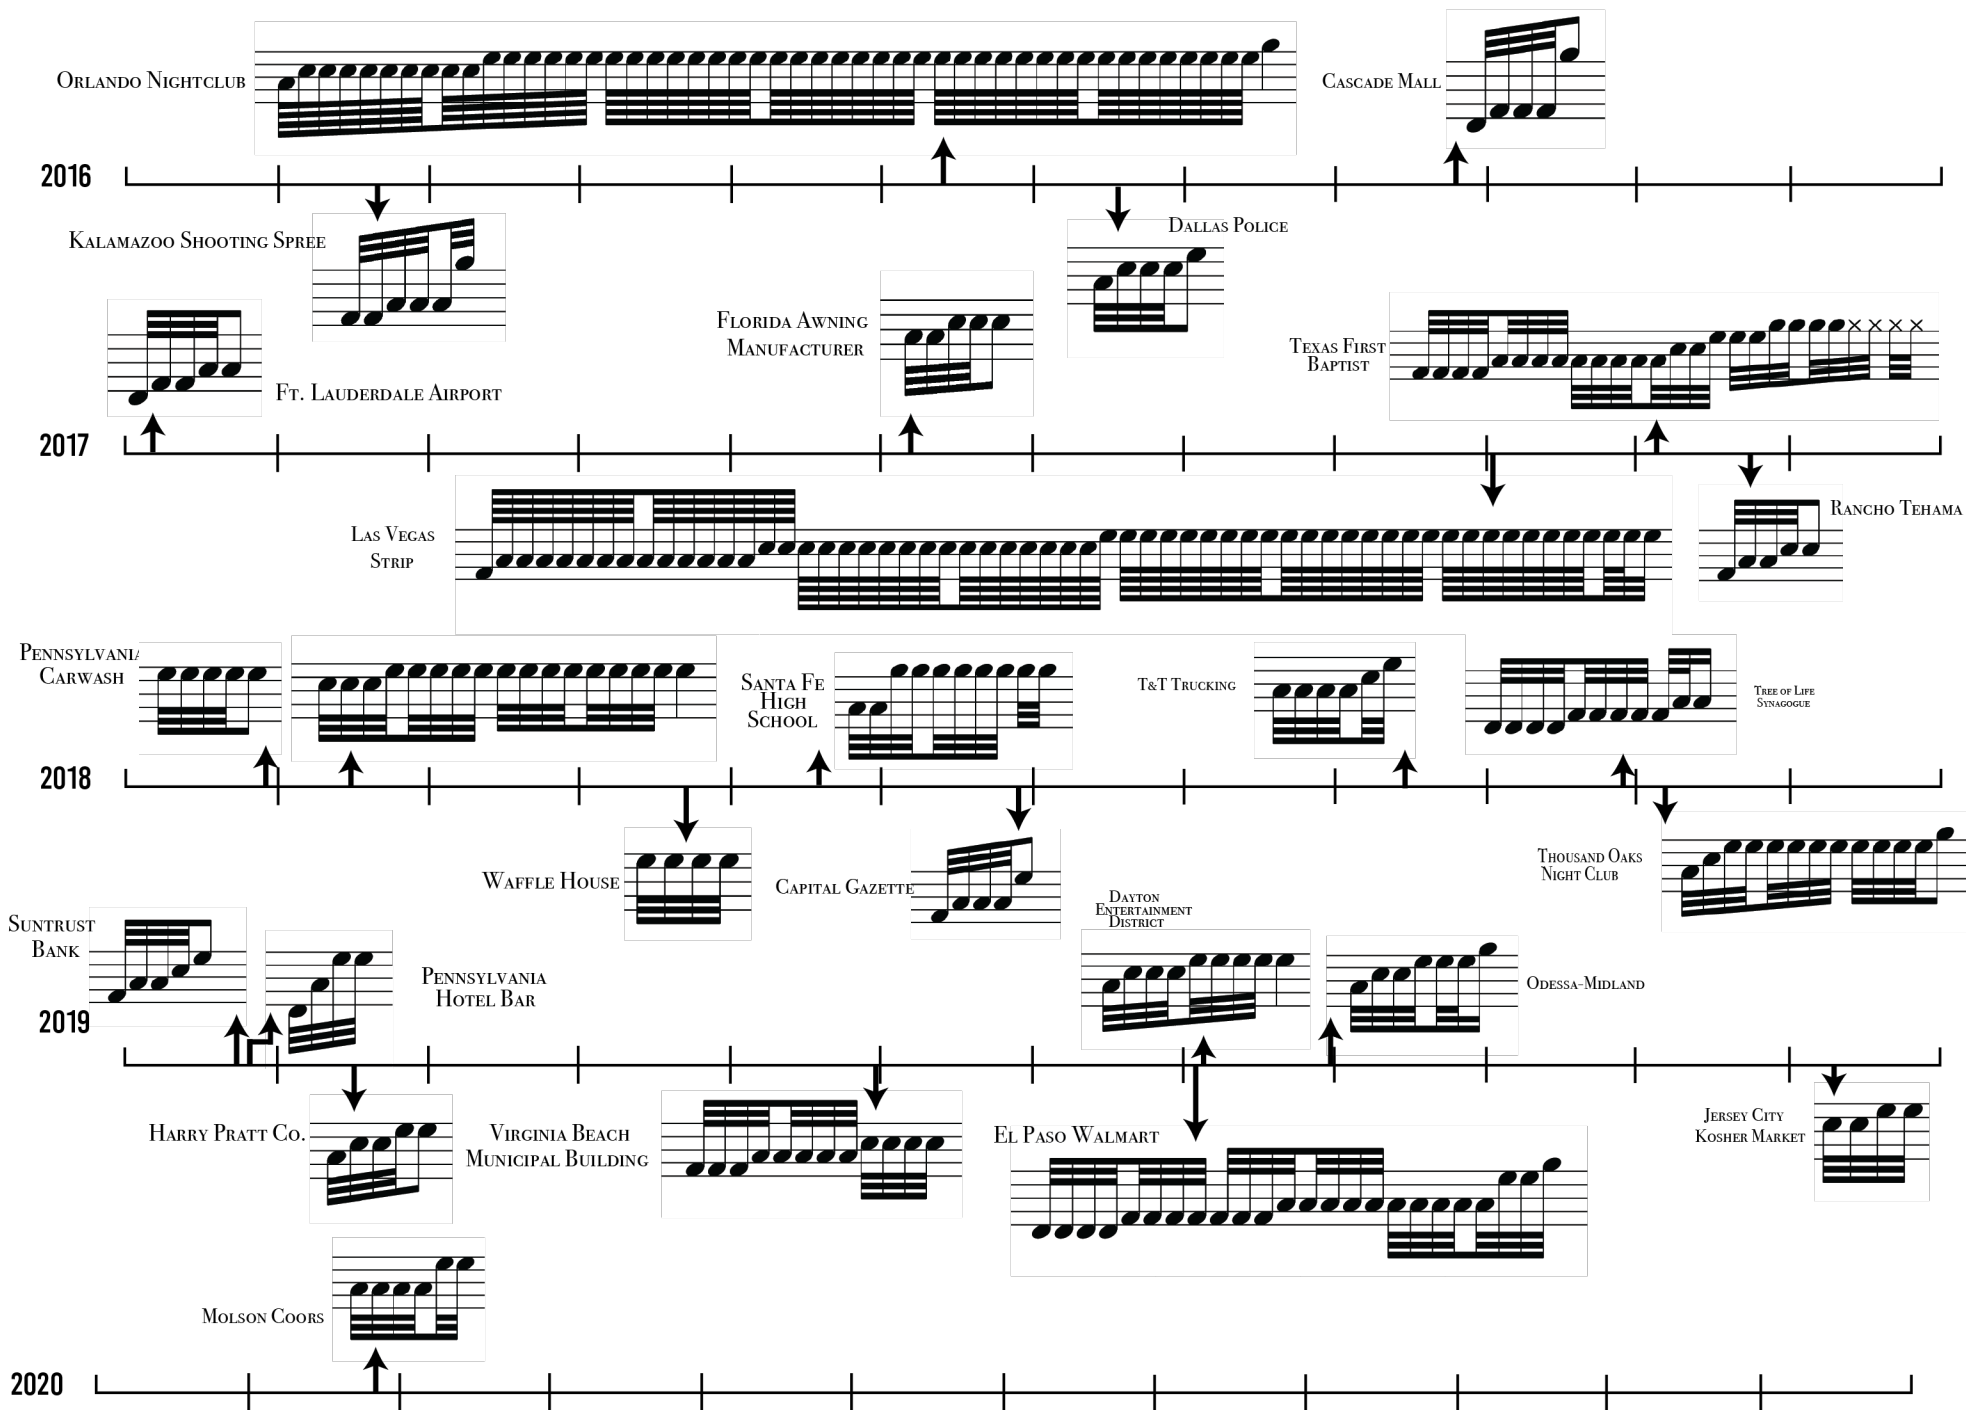 Orlando Nightclub
Cascade Mall
2016
Kalamazoo Shooting Spree
Dallas Police
Florida Awning
Manufacturer
Texas First
Baptist
Ft. Lauderdale Airport
2017
Las Vegas
Strip
Rancho Tehama
Pennsylvania
Carwash
Santa Fe
High
School
T&T Trucking
Tree of Life
Synagogue
2018
Waffle House
Capital Gazette
Thousand Oaks
Night Club
Suntrust
Bank
Pennsylvania
Hotel Bar
Dayton
Entertainment
District
Odessa-Midland
2019
Harry Pratt Co.
Virginia Beach
Municipal Building
El Paso Walmart
Jersey City
Kosher Market
Molson Coors
2020